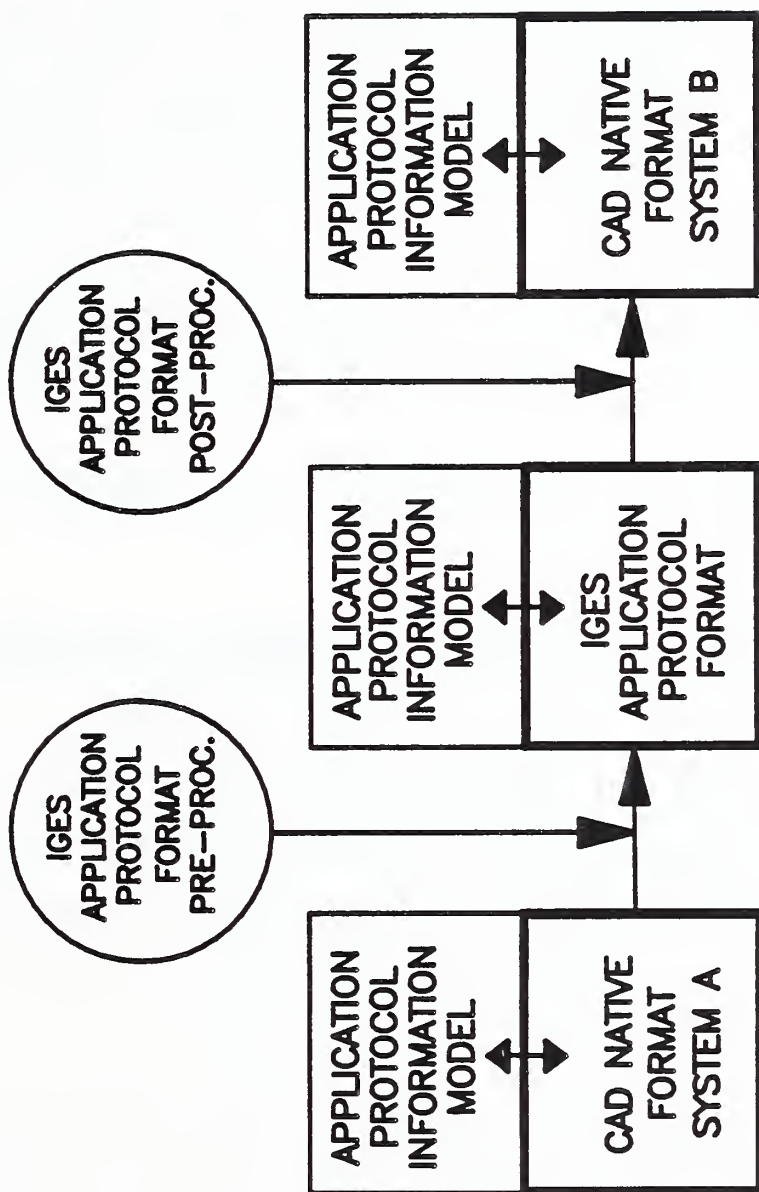 IGES
APPLICATION
PROTOCOL
FORMAT
PRE-PROC.
IGES
APPLICATION
PROTOCOL
FORMAT
POST-PROC.
APPLICATION
PROTOCOL
INFORMATION
MODEL
CAD NATIVE
FORMAT
SYSTEM A
APPLICATION
PROTOCOL
INFORMATION
MODEL
IGES
APPLICATION
PROTOCOL
FORMAT
APPLICATION
PROTOCOL
INFORMATION
MODEL
CAD NATIVE
FORMAT
SYSTEM B